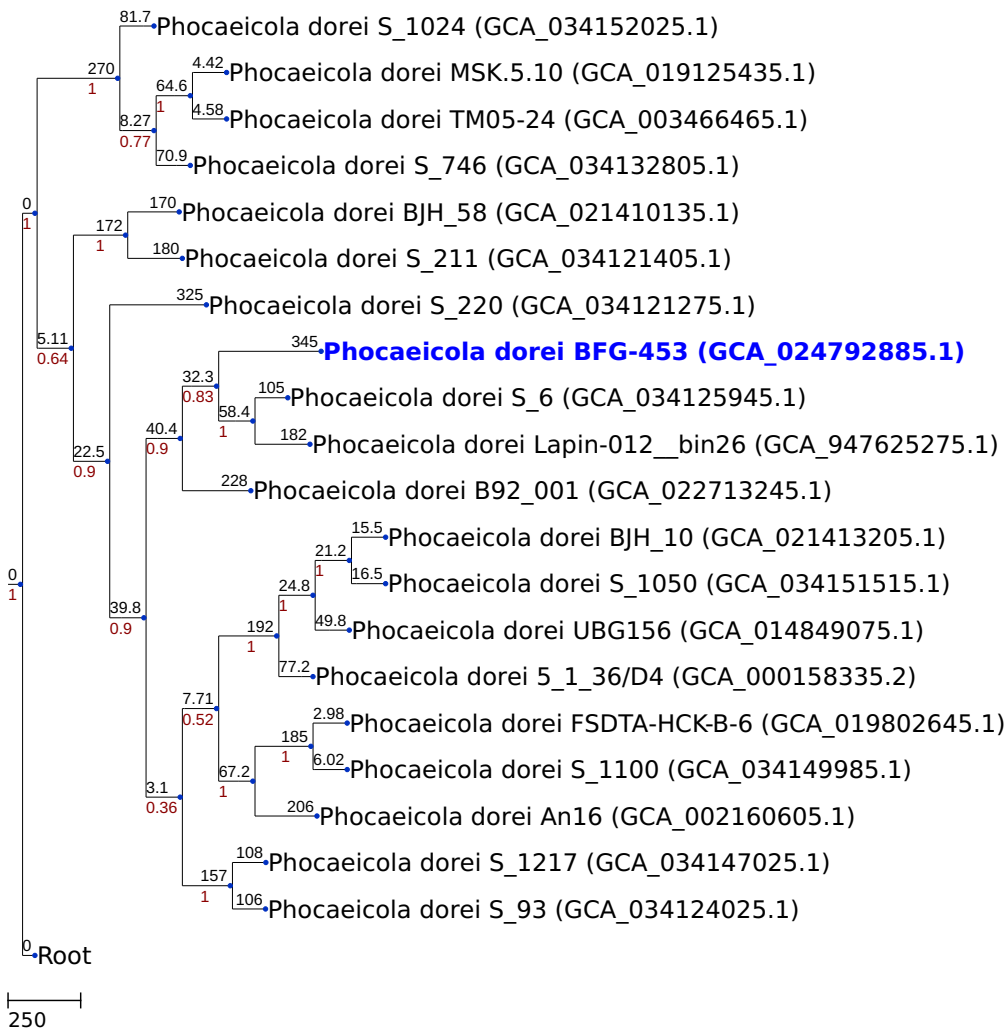 81.7
Phocaeicola dorei S_1024 (GCA_034152025.1)
270
1
4.42
Phocaeicola dorei MSK.5.10 (GCA_019125435.1)
64.6
1
4.58
Phocaeicola dorei TM05-24 (GCA_003466465.1)
8.27
0.77
70.9
Phocaeicola dorei S_746 (GCA_034132805.1)
0
1
170
Phocaeicola dorei BJH_58 (GCA_021410135.1)
172
1
180
Phocaeicola dorei S_211 (GCA_034121405.1)
325
Phocaeicola dorei S_220 (GCA_034121275.1)
5.11
0.64
345
Phocaeicola dorei BFG-453 (GCA_024792885.1)
32.3
0.83
105
Phocaeicola dorei S_6 (GCA_034125945.1)
58.4
1
182
Phocaeicola dorei Lapin-012__bin26 (GCA_947625275.1)
40.4
0.9
22.5
0.9
228
Phocaeicola dorei B92_001 (GCA_022713245.1)
15.5
Phocaeicola dorei BJH_10 (GCA_021413205.1)
21.2
1
16.5
Phocaeicola dorei S_1050 (GCA_034151515.1)
0
1
24.8
1
49.8
Phocaeicola dorei UBG156 (GCA_014849075.1)
39.8
0.9
192
1
77.2
Phocaeicola dorei 5_1_36/D4 (GCA_000158335.2)
7.71
0.52
2.98
Phocaeicola dorei FSDTA-HCK-B-6 (GCA_019802645.1)
185
1
6.02
Phocaeicola dorei S_1100 (GCA_034149985.1)
67.2
1
3.1
0.36
206
Phocaeicola dorei An16 (GCA_002160605.1)
108
Phocaeicola dorei S_1217 (GCA_034147025.1)
157
1
106
Phocaeicola dorei S_93 (GCA_034124025.1)
0
Root
250